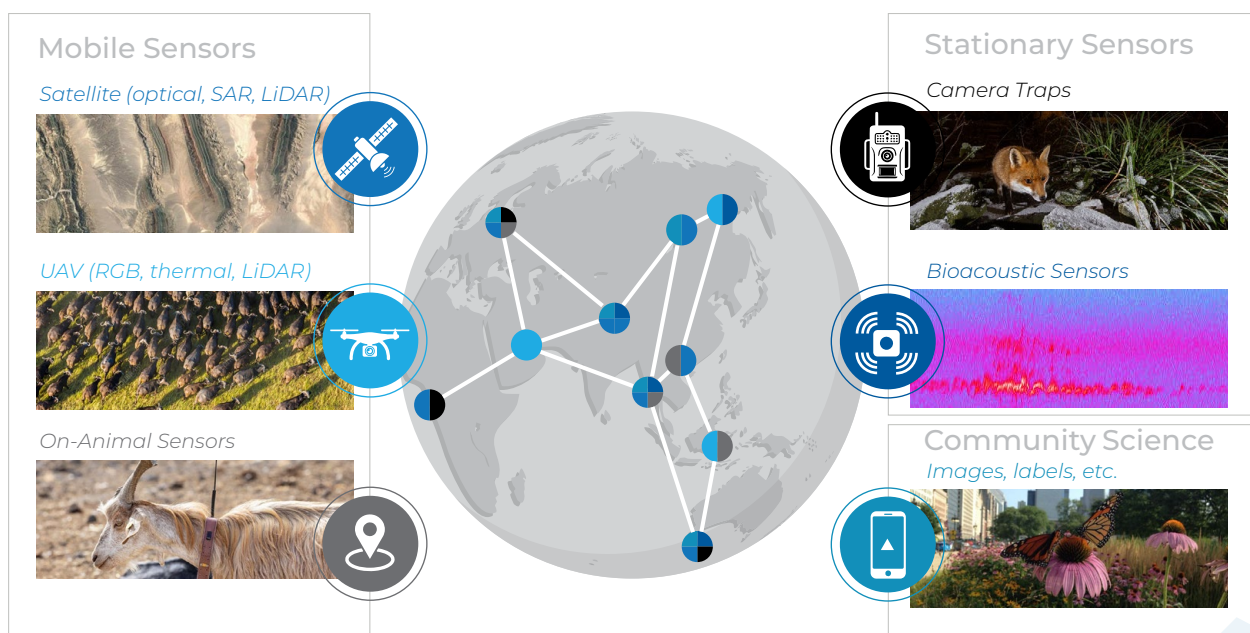 Mobile Sensors
Satellite (optical, SAR, LiDAR)
UAV (RGB, thermal, LiDAR)
On-Animal Sensors
Stationary Sensors
Camera Traps
Bioacoustic Sensors
Community Science
Images, labels, etc.